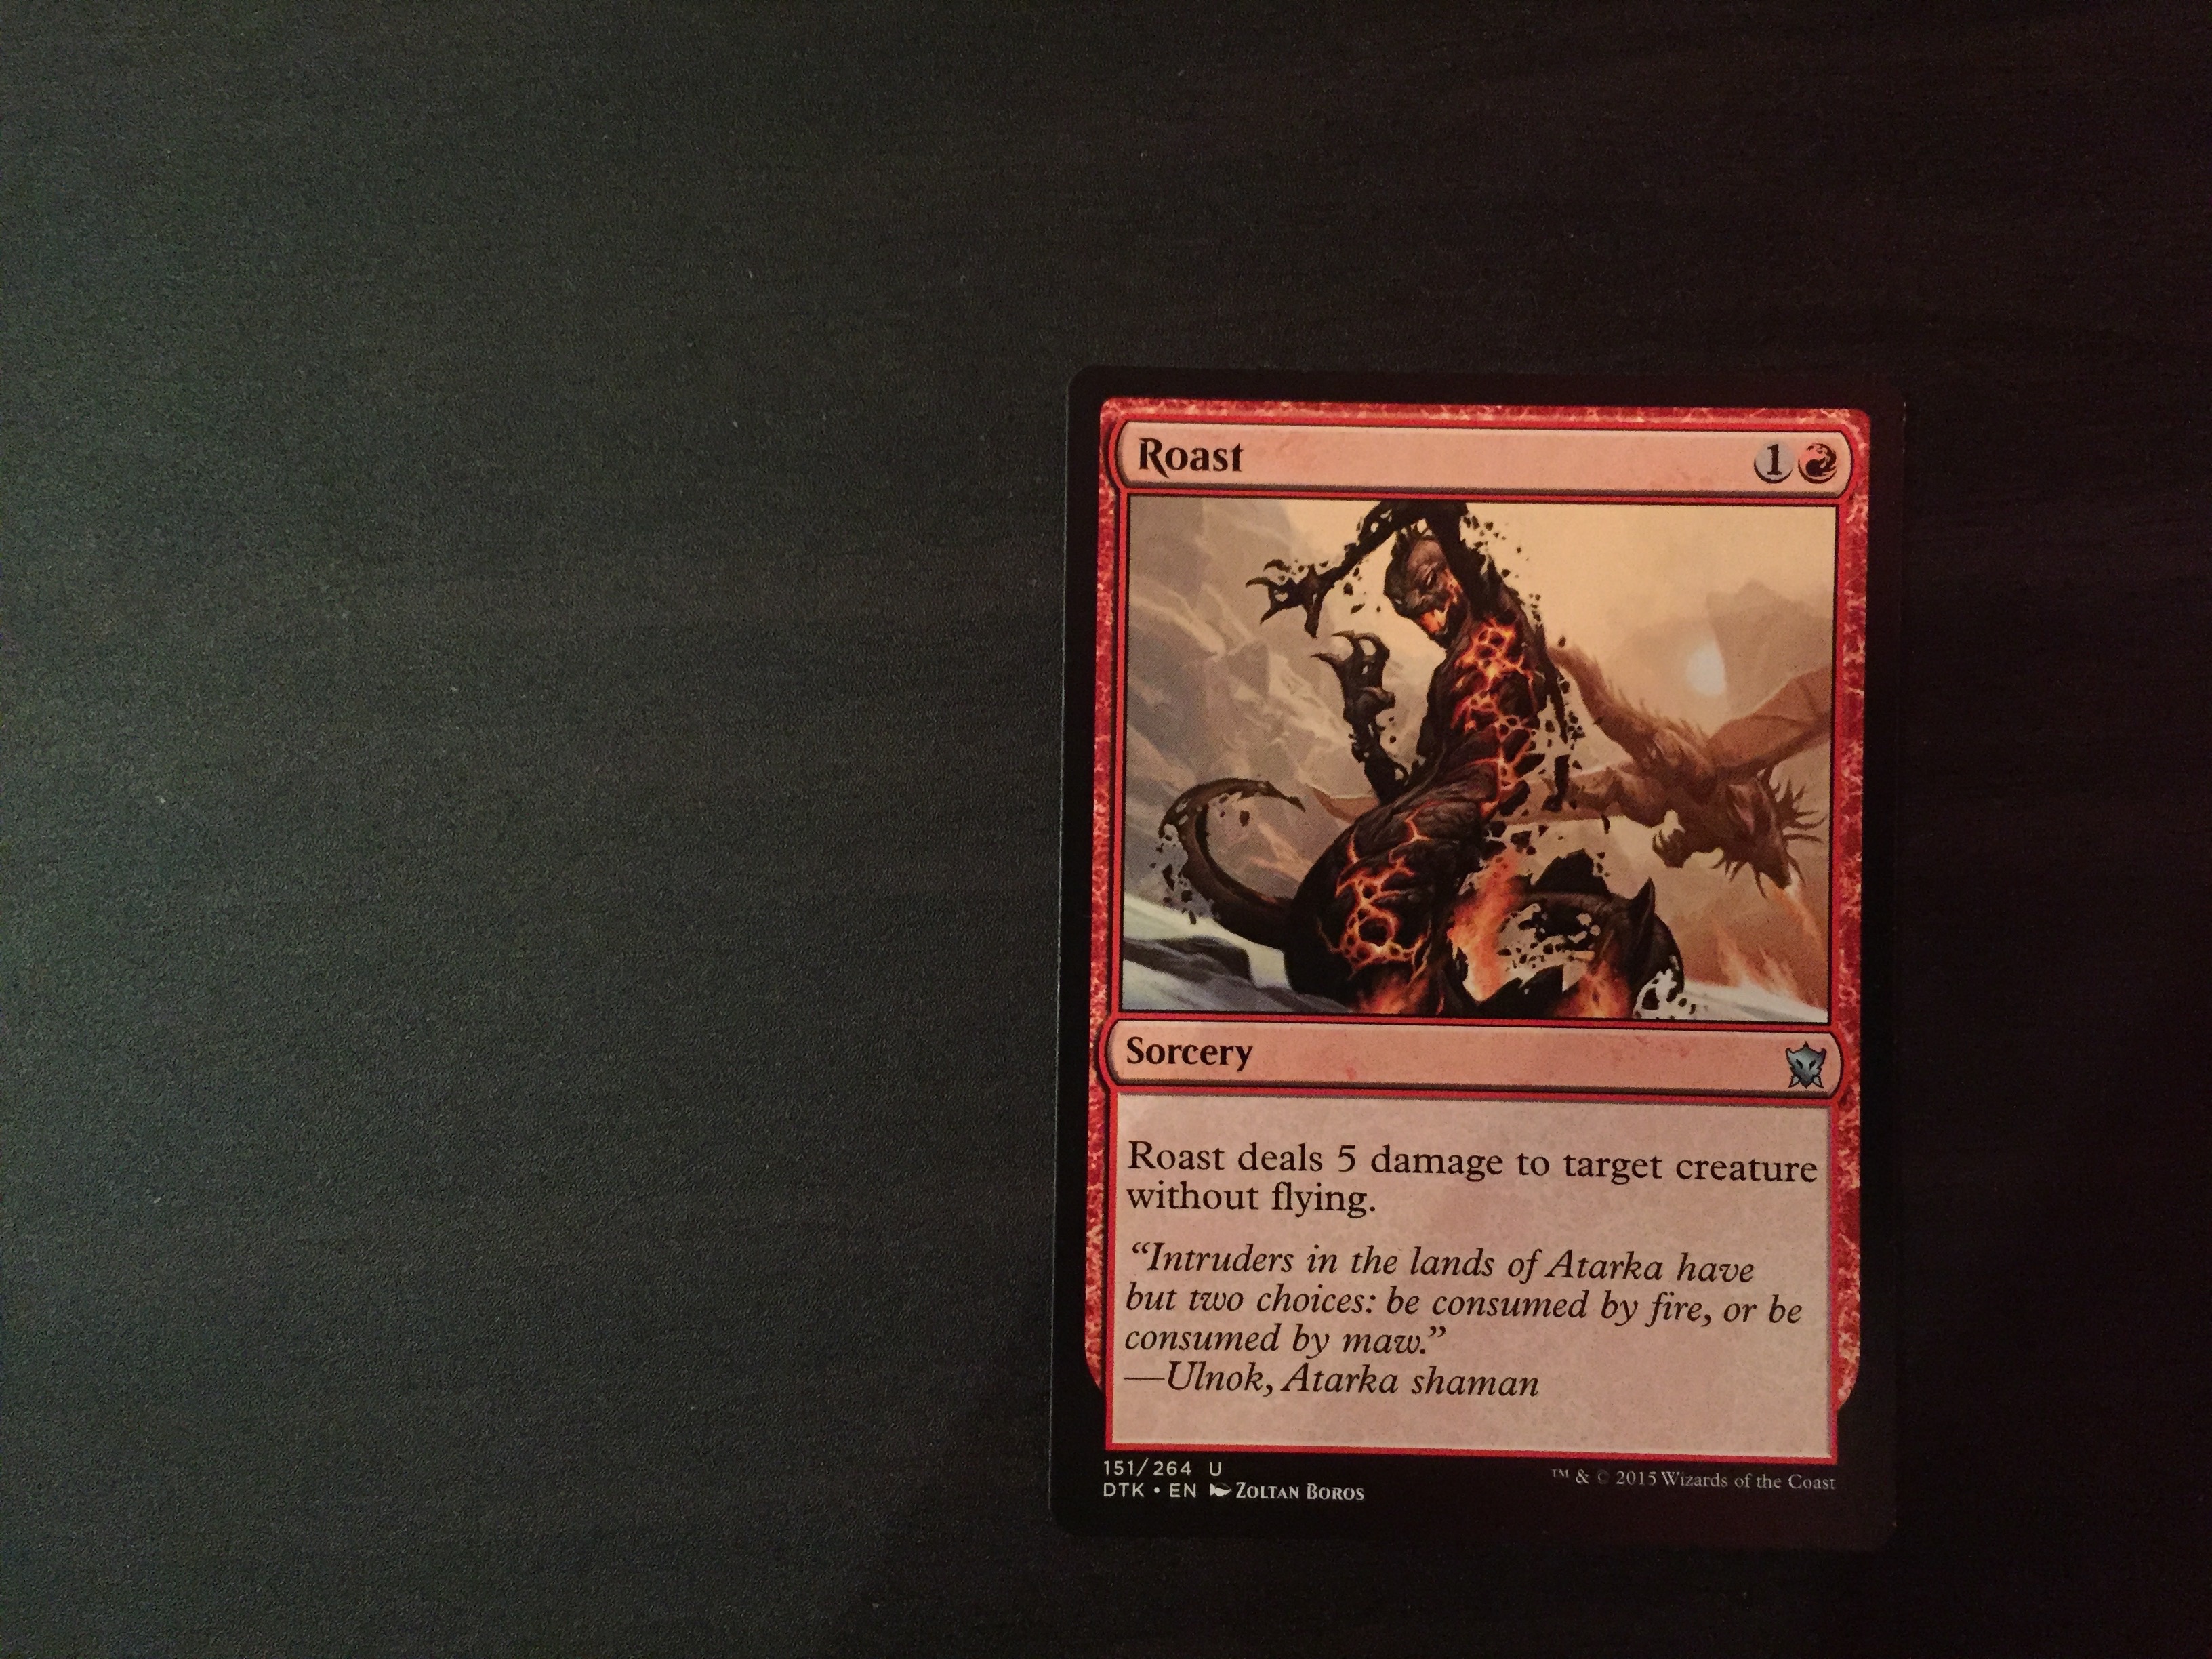 Roast 1
Sorcery
Roast deals 5 damage to target creature
without flying.
“Intruders in the lands of Atarka have
but two choices: be consumed by fire, or be
consumed by maw.”
—Ulnok, Atarka shaman
151/264 U
DTK • EN Zoltan Boros
™ & © 2015 Wizards of the Coast